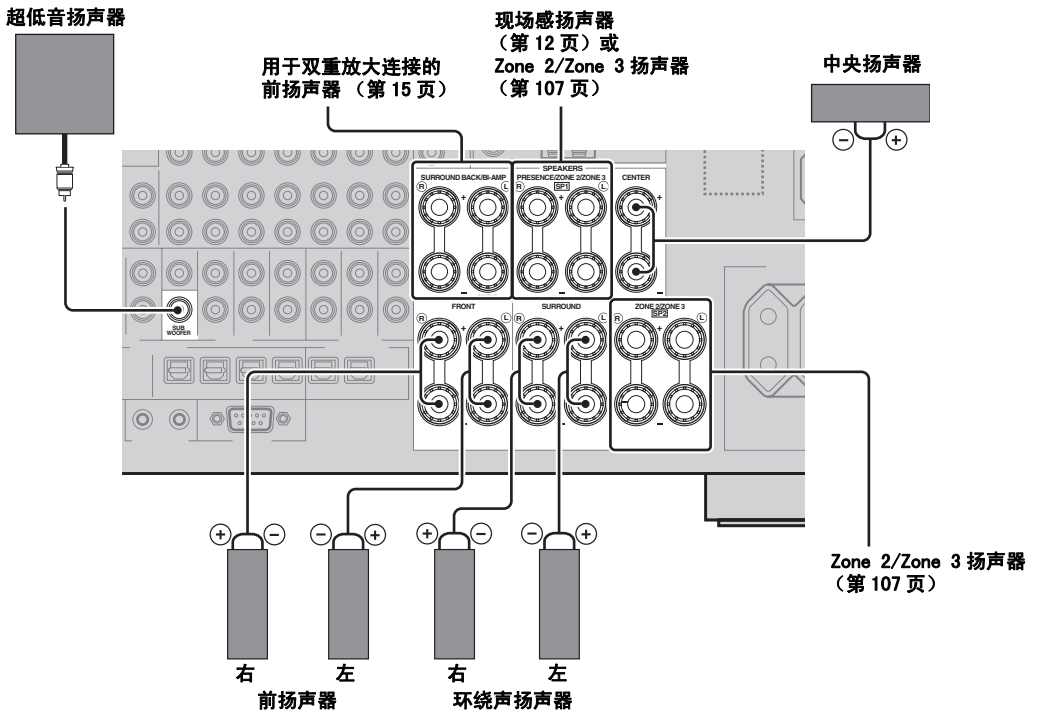 超低音扬声器
用于双重放大连接的
前扬声器 （第 15 页）
现场感扬声器
（第 12 页）或
Zone 2/Zone 3 扬声器
（第 107 页）
中央扬声器
− +
SPEAKERS
SURROUND BACK/BI-AMP
PRESENCE/ZONE 2/ZONE 3
CENTER
R L
R SP1 L
+ + +
− − −
SUB
WOOFER
FRONT
SURROUND
ZONE 2/ZONE 3
R L
R L
R SP2 L
+ + +
- - −
+ −
− +
+ −
− +
Zone 2/Zone 3 扬声器
（第 107 页）
右
左
右
左
前扬声器
环绕声扬声器